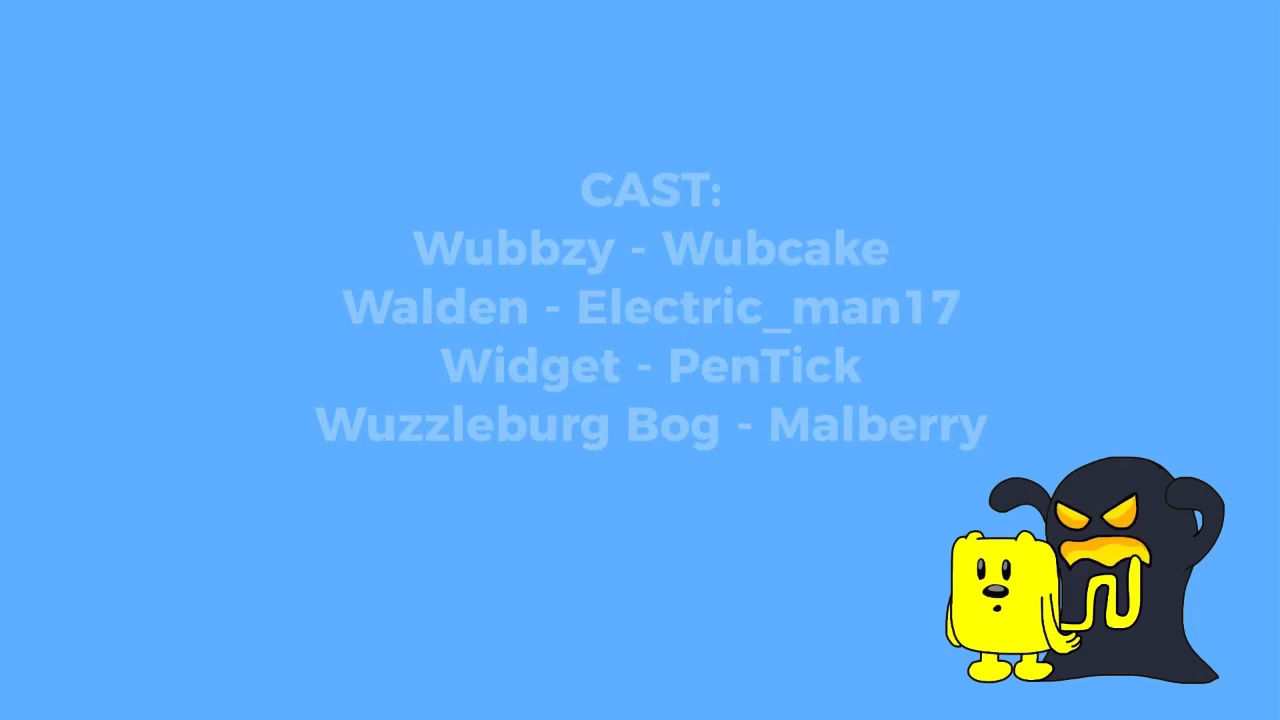 CAST:
Wubbzy - Wubcake
Walden - Electric_man17
Widget - PenTick
Wuzzleburg Bog - Malberry